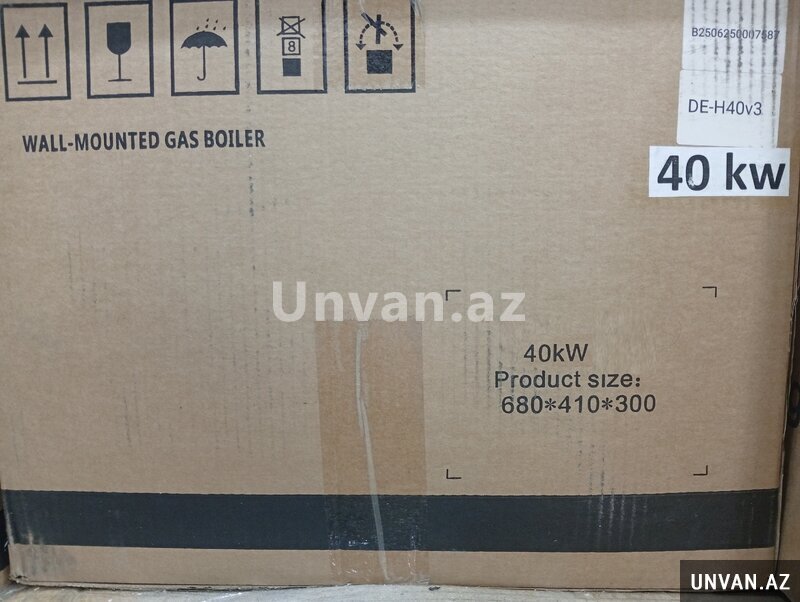 B2506250007587
DE-H40v3
40 kw
8
WALL-MOUNTED GAS BOILER
Unvan.az
40kW
Product size:
680*410*300
UNVAN.AZ